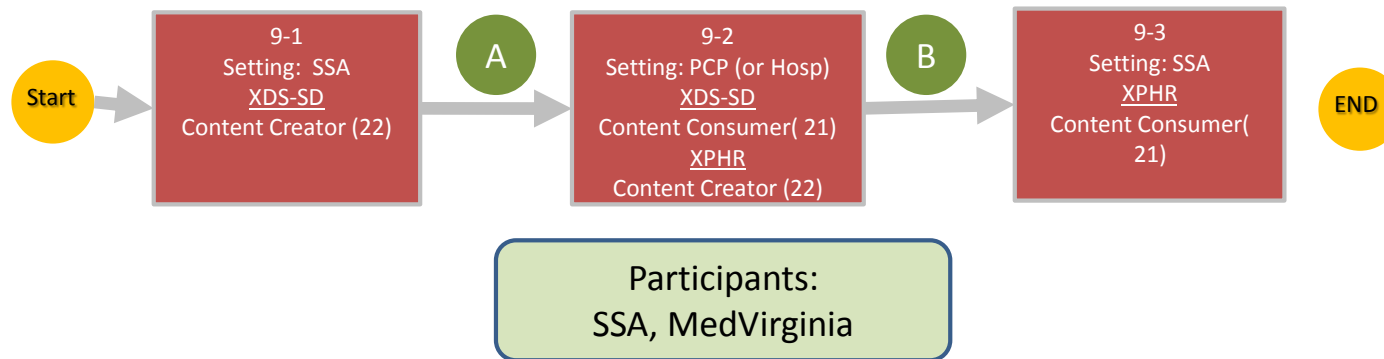 Start
9-1
Setting:  SSA
XDS-SD
Content Creator (22)
A
9-2
Setting: PCP (or Hosp)
XDS-SD
Content Consumer( 21)
XPHR
Content Creator (22)
B
9-3
Setting: SSA
XPHR
Content Consumer(
21)
END
Participants:
SSA, MedVirginia